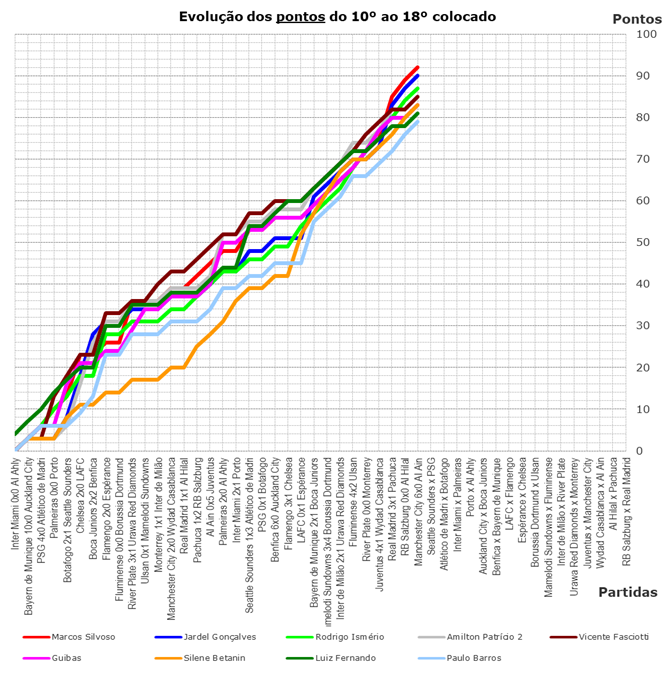 Evolução dos pontos do 10º ao 18º colocado
Pontos
100
90
80
70
60
50
40
30
20
10
0
Inter Miami 0x0 Al Ahly
Bayern de Munique 10x0 Auckland City
PSG 4x0 Atlético de Madri
Palmeiras 0x0 Porto
Botafogo 2x1 Seattle Sounders
Chelsea 2x0 LAFC
Boca Juniors 2x2 Benfica
Flamengo 2x0 Espérance
Fluminense 0x0 Borussia Dortmund
River Plate 3x1 Urawa Red Diamonds
Ulsan 0x1 Mamelodi Sundowns
Monterrey 1x1 Inter de Milão
Manchester City 2x0 Wydad Casablanca
Real Madrid 1x1 Al Hilal
Pachuca 1x2 RB Salzburg
Al Ain 0x5 Juventus
Palmeiras 2x0 Al Ahly
Inter Miami 2x1 Porto
Seattle Sounders 1x3 Atlético de Madri
PSG 0x1 Botafogo
Benfica 6x0 Auckland City
Flamengo 3x1 Chelsea
LAFC 0x1 Espérance
Bayern de Munique 2x1 Boca Juniors
amelodi Sundowns 3x4 Borussia Dortmund
Inter de Milão 2x1 Urawa Red Diamonds
Fluminense 4x2 Ulsan
River Plate 0x0 Monterrey
Juventus 4x1 Wydad Casablanca
Real Madrid 3x1 Pachuca
RB Salzburg 0x0 Al Hilal
Manchester City 6x0 Al Ain
Seattle Sounders x PSG
Atlético de Madri x Botafogo
Inter Miami x Palmeiras
Porto x Al Ahly
Auckland City x Boca Juniors
Benfica x Bayern de Munique
LAFC x Flamengo
Espérance x Chelsea
Borussia Dortmund x Ulsan
Mamelodi Sundowns x Fluminense
Inter de Milão x River Plate
Urawa Red Diamonds x Monterrey
Juventus x Manchester City
Wydad Casablanca x Al Ain
Al Hilal x Pachuca
RB Salzburg x Real Madrid
Partidas
Marcos Silvoso Jardel Gonçalves Rodrigo Ismério Amilton Patrício 2 Vicente Fasciotti
Guibas Silene Betanin Luiz Fernando Paulo Barros